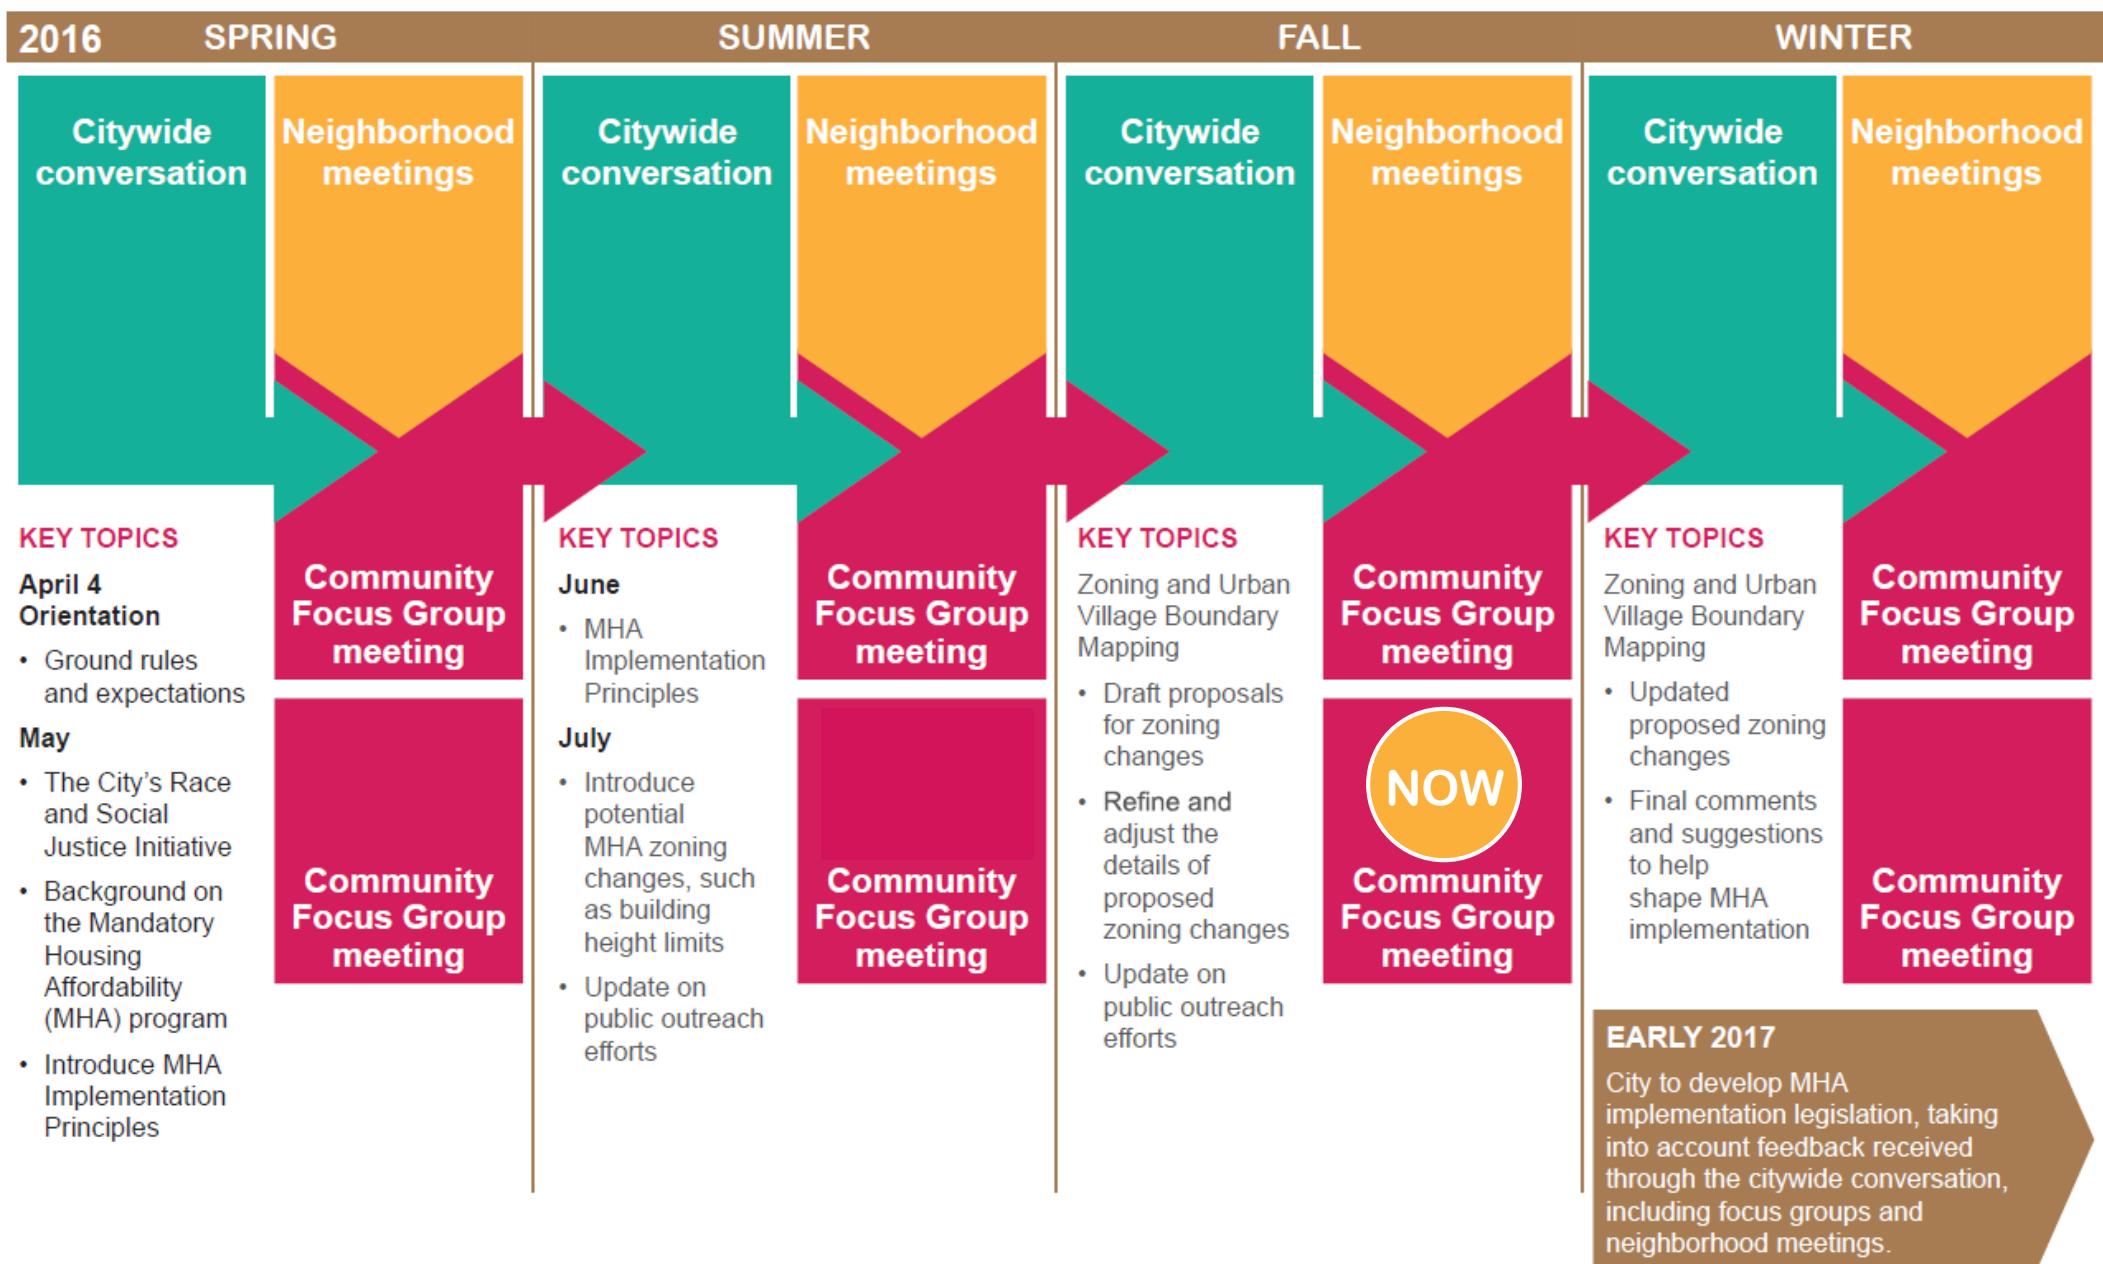 2016 SPRING SUMMER FALL WINTER
Citywide
conversation
Neighborhood
meetings
KEY TOPICS
April 4
Orientation
• Ground rules
and expectations
May
• The City's Race
and Social
Justice Initiative
• Background on
the Mandatory
Housing
Affordability
(MHA) program
• Introduce MHA
Implementation
Principles
Community
Focus Group
meeting
Community
Focus Group
meeting
Citywide
conversation
Neighborhood
meetings
KEY TOPICS
June
• MHA
Implementation
Principles
July
• Introduce
potential
MHA zoning
changes, such
as building
height limits
• Update on
public outreach
efforts
Community
Focus Group
meeting
Community
Focus Group
meeting
Citywide
conversation
Neighborhood
meetings
KEY TOPICS
Zoning and Urban
Village Boundary
Mapping
• Draft proposals
for zoning
changes
• Refine and
adjust the
details of
proposed
zoning changes
• Update on
public outreach
efforts
Community
Focus Group
meeting
NOW
Community
Focus Group
meeting
Citywide
conversation
Neighborhood
meetings
KEY TOPICS
Zoning and Urban
Village Boundary
Mapping
• Updated
proposed zoning
changes
• Final comments
and suggestions
to help
shape MHA
implementation
Community
Focus Group
meeting
Community
Focus Group
meeting
EARLY 2017
City to develop MHA
implementation legislation, taking
into account feedback received
through the citywide conversation,
including focus groups and
neighborhood meetings.